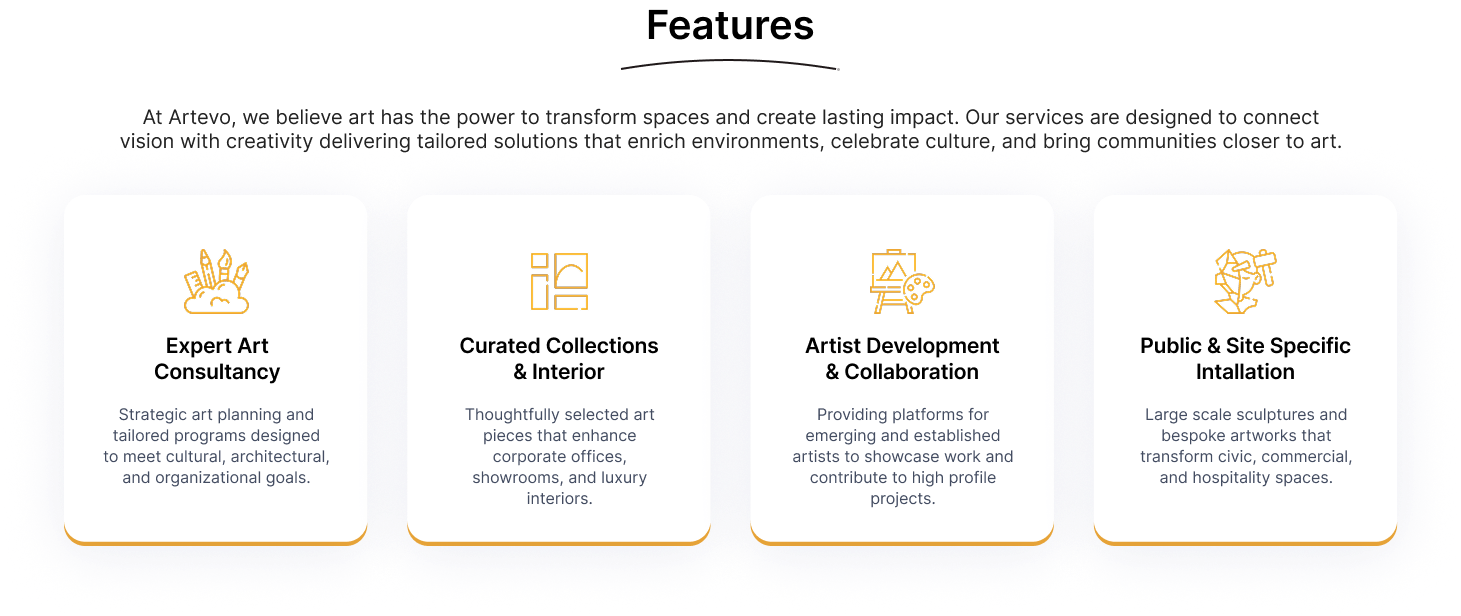 Features
At Artevo, we believe art has the power to transform spaces and create lasting impact. Our services are designed to connect
vision with creativity delivering tailored solutions that enrich environments, celebrate culture, and bring communities closer to art.
Expert Art
Consultancy
Strategic art planning and
tailored programs designed
to meet cultural, architectural,
and organizational goals.
Curated Collections
& Interior
Thoughtfully selected art
pieces that enhance
corporate offices,
showrooms, and luxury
interiors.
Artist Development
& Collaboration
Providing platforms for
emerging and established
artists to showcase work and
contribute to high profile
projects.
Public & Site Specific
Intallation
Large scale sculptures and
bespoke artworks that
transform civic, commercial,
and hospitality spaces.